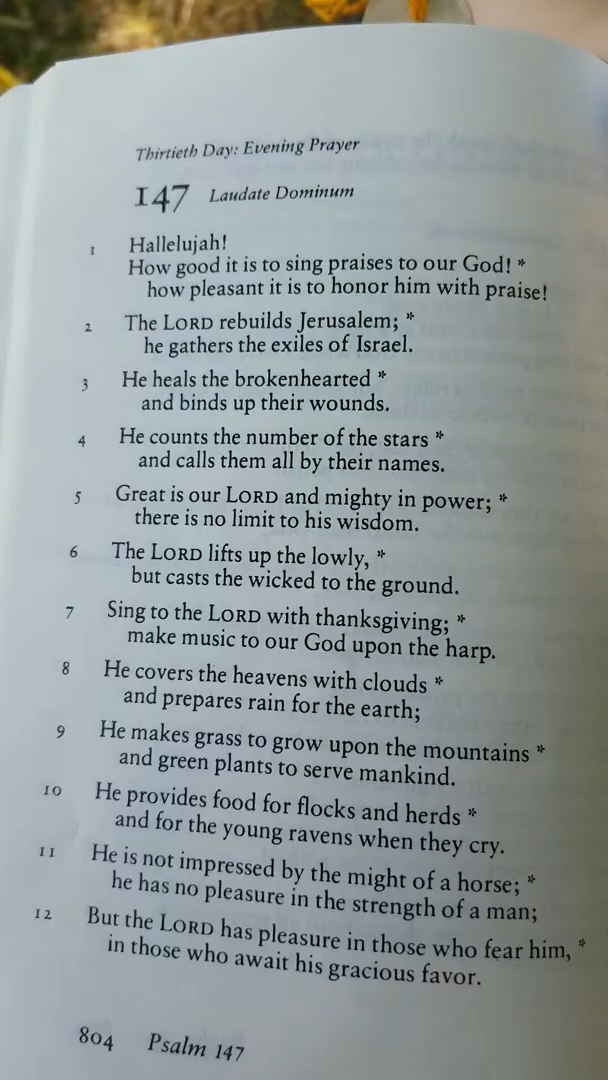 Thirtieth Day: Evening Prayer
147 Laudate Dominum
1 Hallelujah!
How good it is to sing praises to our God! *
how pleasant it is to honor him with praise!
2 The LORD rebuilds Jerusalem; *
he gathers the exiles of Israel.
3 He heals the brokenhearted *
and binds up their wounds.
4 He counts the number of the stars *
and calls them all by their names.
5 Great is our LORD and mighty in power; *
there is no limit to his wisdom.
6 The LORD lifts up the lowly, *
but casts the wicked to the ground.
7 Sing to the LORD with thanksgiving; *
make music to our God upon the harp.
8 He covers the heavens with clouds *
and prepares rain for the earth;
9 He makes grass to grow upon the mountains *
and green plants to serve mankind.
10 He provides food for flocks and herds *
and for the young ravens when they cry.
11 He is not impressed by the might of a horse; *
he has no pleasure in the strength of a man;
12 But the LORD has pleasure in those who fear him, *
in those who await his gracious favor.
804 Psalm 147